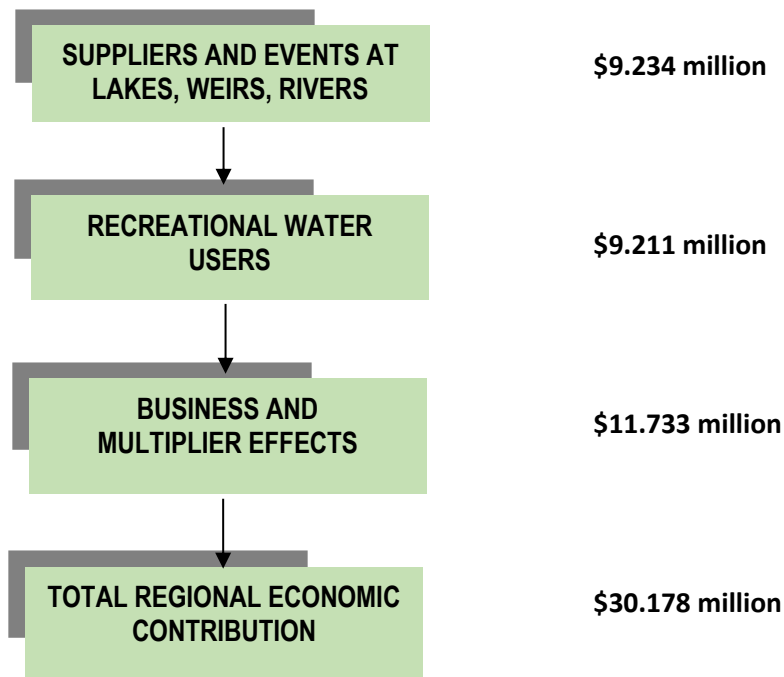 SUPPLIERS AND EVENTS AT
LAKES, WEIRS, RIVERS
$9.234 million
RECREATIONAL WATER
USERS
$9.211 million
BUSINESS AND
MULTIPLIER EFFECTS
$11.733 million
TOTAL REGIONAL ECONOMIC
CONTRIBUTION
$30.178 million